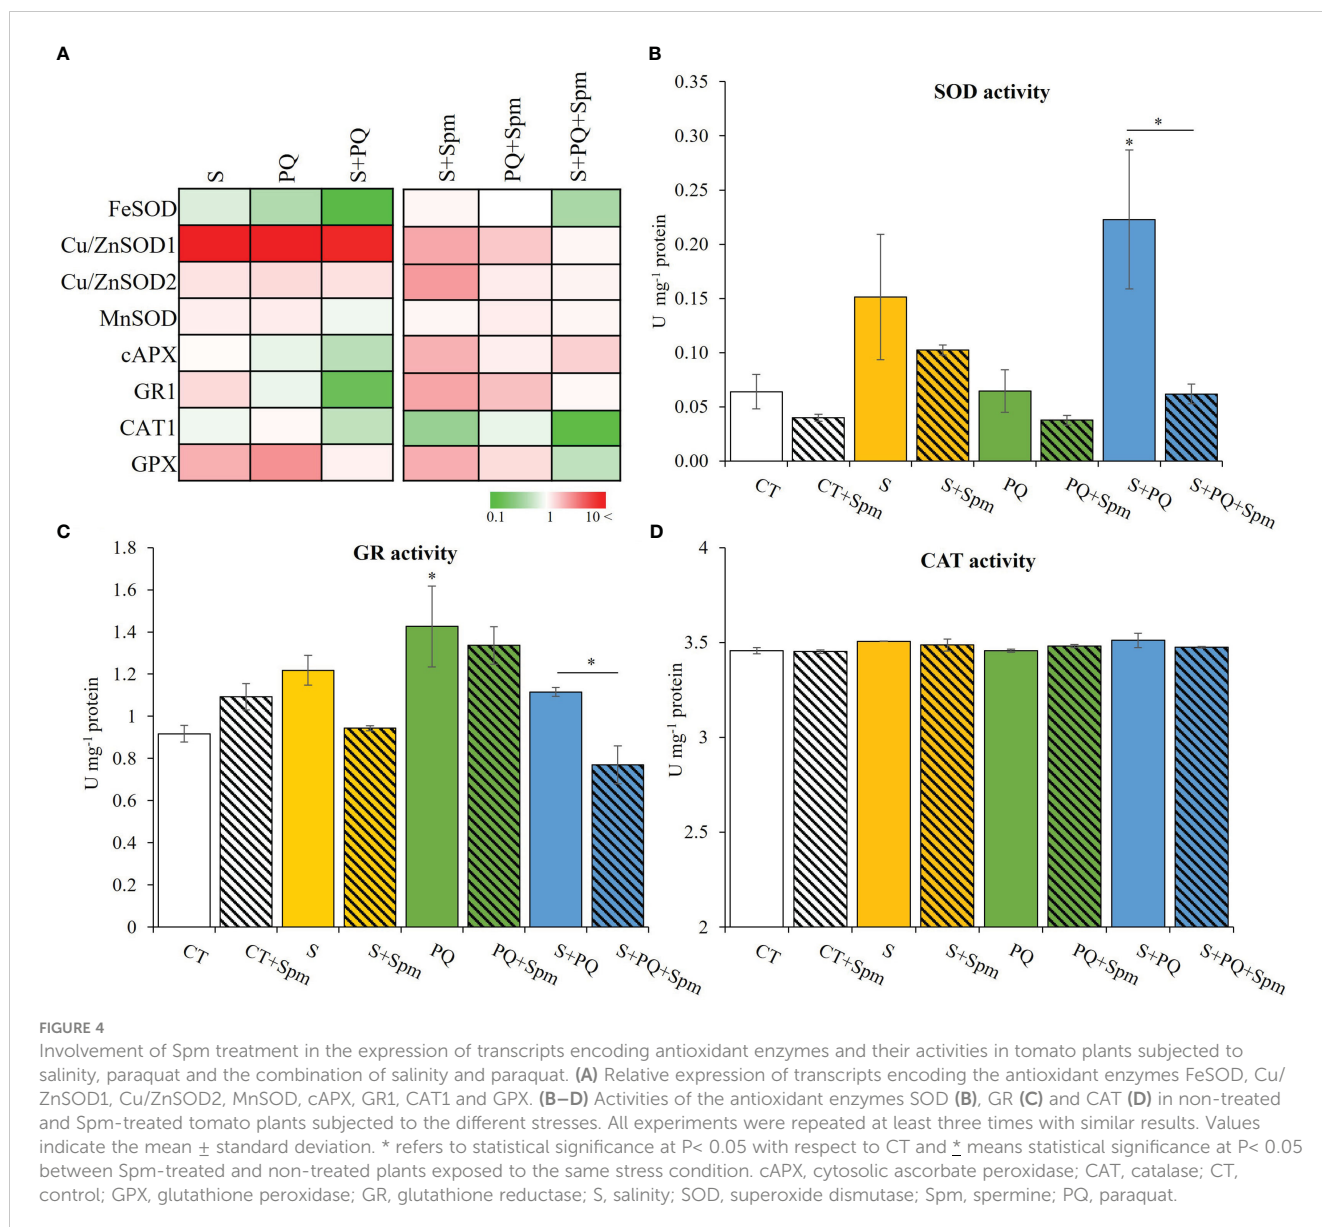 A
S
PQ
S+PQ
S+Spm
PQ+Spm
S+PQ+Spm
FeSOD
Cu/ZnSOD1
Cu/ZnSOD2
MnSOD
cAPX
GR1
CAT1
GPX
0.1 1 10 <
B
SOD activity
U mg⁻¹ protein
0.35
0.30
0.25
0.20
0.15
0.10
0.05
0.00
*
*
CT CT+Spm S S+Spm PQ PQ+Spm S+PQ S+PQ+Spm
C
GR activity
U mg⁻¹ protein
1.8
1.6
1.4
1.2
1
0.8
0.6
0.4
0.2
0
*
*
CT CT+Spm S S+Spm PQ PQ+Spm S+PQ S+PQ+Spm
D
CAT activity
U mg⁻¹ protein
4
3.5
3
2.5
2
CT CT+Spm S S+Spm PQ PQ+Spm S+PQ S+PQ+Spm
FIGURE 4
Involvement of Spm treatment in the expression of transcripts encoding antioxidant enzymes and their activities in tomato plants subjected to
salinity, paraquat and the combination of salinity and paraquat. (A) Relative expression of transcripts encoding the antioxidant enzymes FeSOD, Cu/
ZnSOD1, Cu/ZnSOD2, MnSOD, cAPX, GR1, CAT1 and GPX. (B–D) Activities of the antioxidant enzymes SOD (B), GR (C) and CAT (D) in non-treated
and Spm-treated tomato plants subjected to the different stresses. All experiments were repeated at least three times with similar results. Values
indicate the mean ± standard deviation. * refers to statistical significance at P< 0.05 with respect to CT and * means statistical significance at P< 0.05
between Spm-treated and non-treated plants exposed to the same stress condition. cAPX, cytosolic ascorbate peroxidase; CAT, catalase; CT,
control; GPX, glutathione peroxidase; GR, glutathione reductase; S, salinity; SOD, superoxide dismutase; Spm, spermine; PQ, paraquat.